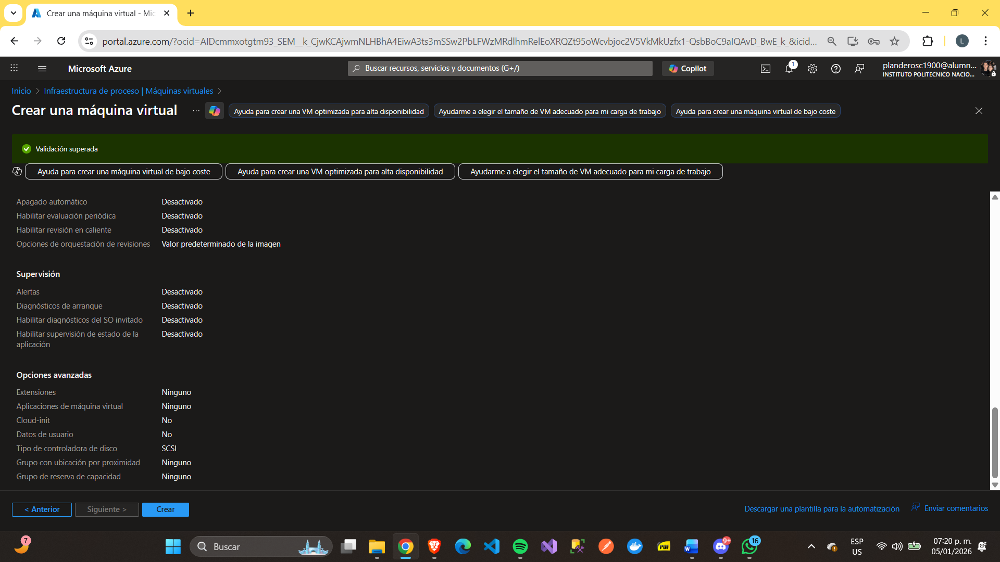 Crear una máquina virtual - Mic
portal.azure.com/?ocid=AIDcmmxotgtm93_SEM__k_CjwKCAjwmNLHBhA4EiwA3ts3mSSw2PbLFWzMRdlhmRelEoXRQZt95oWcvbjoc2V5VkMkUzfx1-QsbBoC9aIQAvD_BwE_k_&icid...
L
Microsoft Azure
Buscar recursos, servicios y documentos (G+/)
Copilot
1
planderosc1900@alumn...
INSTITUTO POLITECNICO NACIO...
Inicio > Infraestructura de proceso | Máquinas virtuales >
Crear una máquina virtual ...
Ayuda para crear una VM optimizada para alta disponibilidad
Ayudarme a elegir el tamaño de VM adecuado para mi carga de trabajo
Ayuda para crear una máquina virtual de bajo coste
Validación superada
Ayuda para crear una máquina virtual de bajo coste
Ayuda para crear una VM optimizada para alta disponibilidad
Ayudarme a elegir el tamaño de VM adecuado para mi carga de trabajo
Apagado automático Desactivado
Habilitar evaluación periódica Desactivado
Habilitar revisión en caliente Desactivado
Opciones de orquestación de revisiones Valor predeterminado de la imagen
Supervisión
Alertas Desactivado
Diagnósticos de arranque Desactivado
Habilitar diagnósticos del SO invitado Desactivado
Habilitar supervisión de estado de la Desactivado
aplicación
Opciones avanzadas
Extensiones Ninguno
Aplicaciones de máquina virtual Ninguno
Cloud-init No
Datos de usuario No
Tipo de controladora de disco SCSI
Grupo con ubicación por proximidad Ninguno
Grupo de reserva de capacidad Ninguno
< Anterior
Siguiente >
Crear
Descargar una plantilla para la automatización
Enviar comentarios
7
Buscar
PDF
W
9+
16
ESP
US
07:20 p. m.
05/01/2026